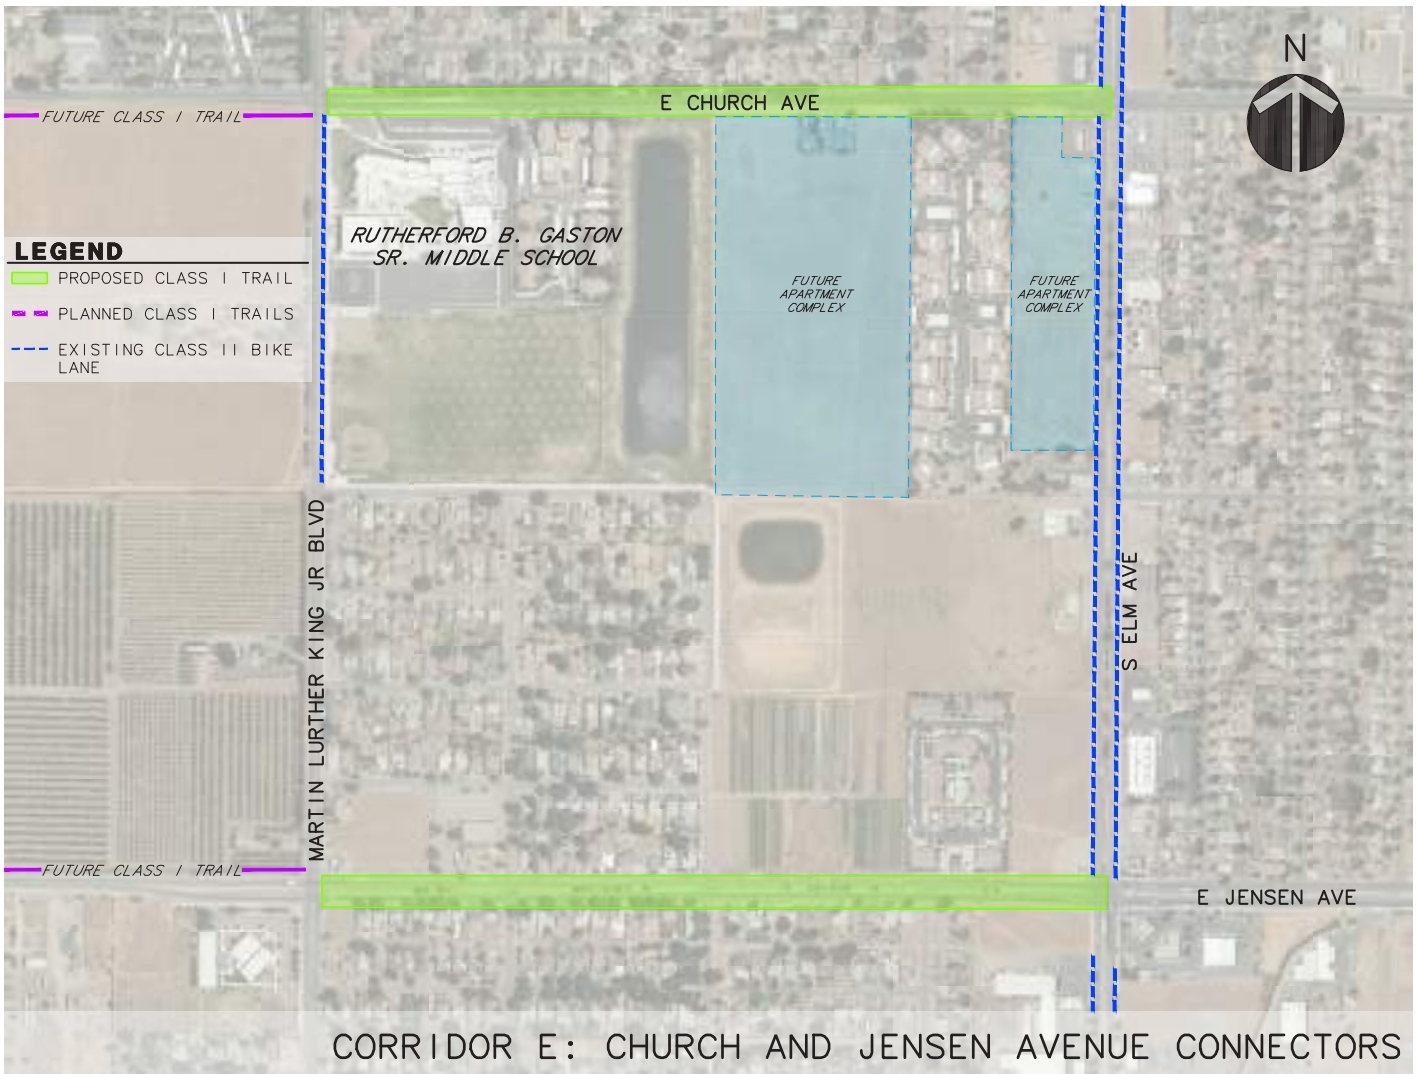 N
E CHURCH AVE
FUTURE CLASS I TRAIL
RUTHERFORD B. GASTON
SR. MIDDLE SCHOOL
LEGEND
PROPOSED CLASS I TRAIL
PLANNED CLASS I TRAILS
EXISTING CLASS II BIKE
LANE
FUTURE
APARTMENT
COMPLEX
FUTURE
APARTMENT
COMPLEX
MARTIN LURTHER KING JR BLVD
S ELM AVE
FUTURE CLASS I TRAIL
E JENSEN AVE
CORRIDOR E: CHURCH AND JENSEN AVENUE CONNECTORS